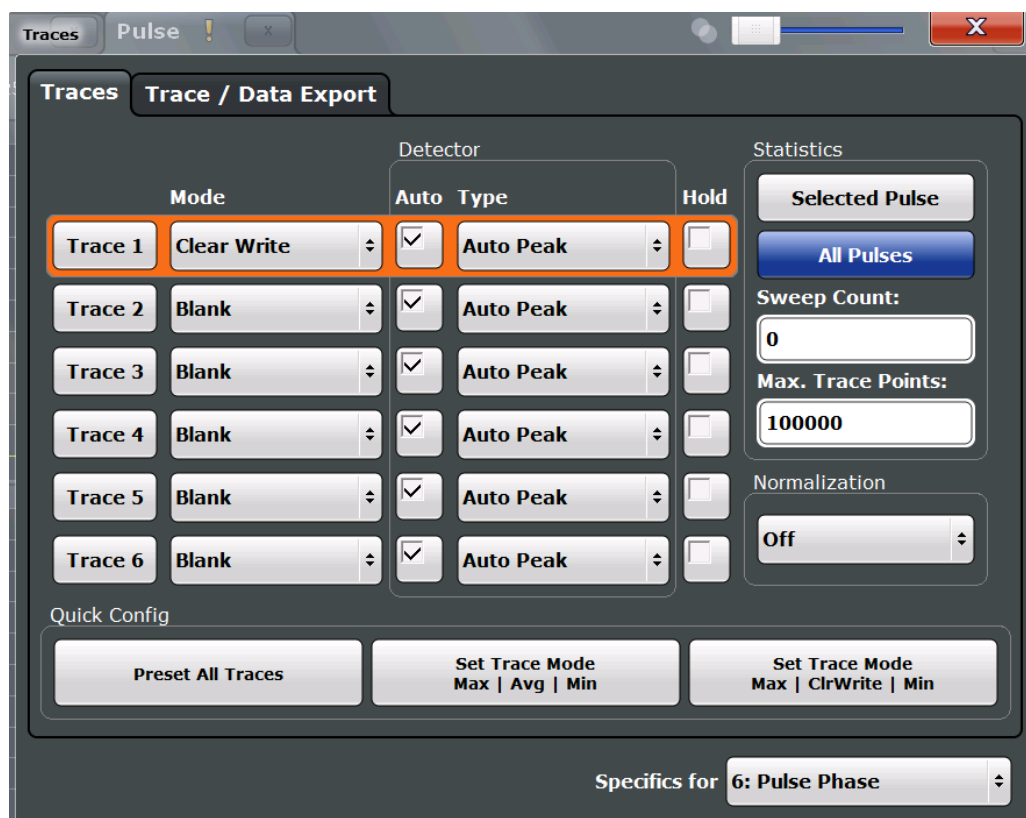 Traces Pulse ! x X
Traces Trace / Data Export
Detector Statistics
Mode Auto Type Hold Selected Pulse
Trace 1 Clear Write Auto Peak
All Pulses
Trace 2 Blank Auto Peak
Sweep Count:
0
Trace 3 Blank Auto Peak
Max. Trace Points:
100000
Trace 4 Blank Auto Peak
Normalization
Trace 5 Blank Auto Peak
Off
Trace 6 Blank Auto Peak
Quick Config
Preset All Traces
Set Trace Mode
Max | Avg | Min
Set Trace Mode
Max | ClrWrite | Min
Specifics for 6: Pulse Phase